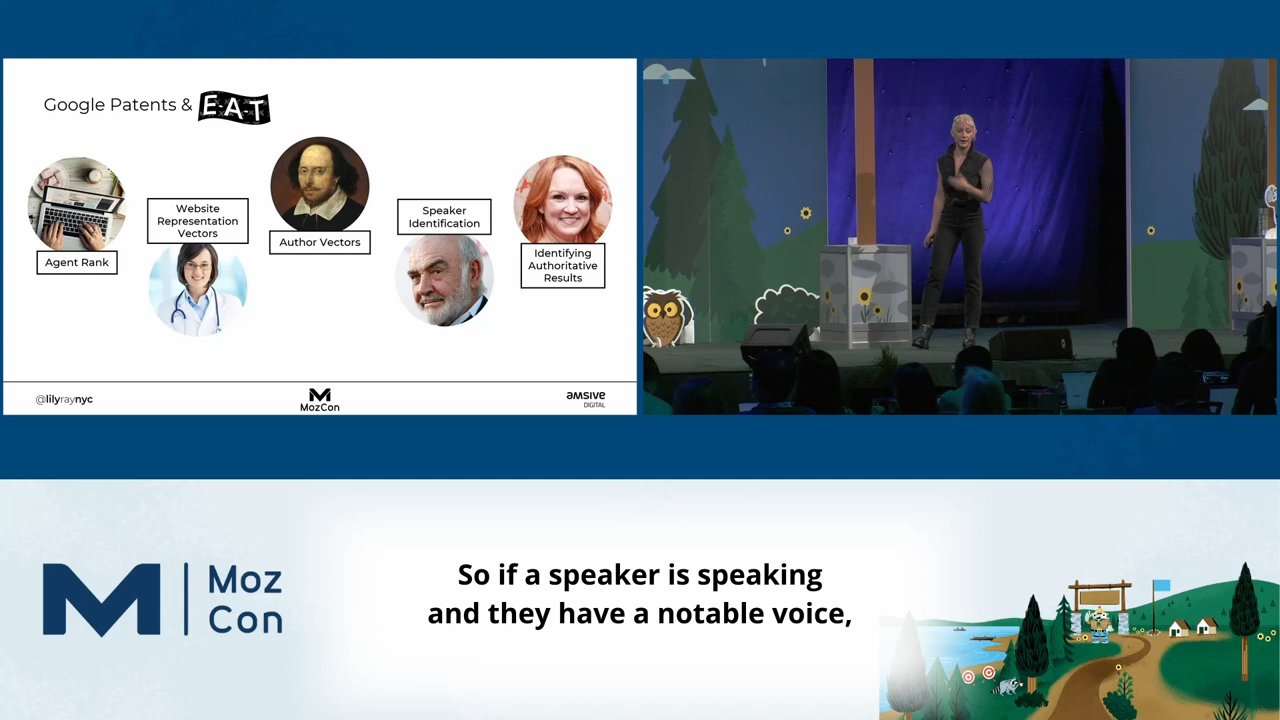 Google Patents & E-A-T
Agent Rank
Website
Representation
Vectors
Author Vectors
Speaker
Identification
Identifying
Authoritative
Results
@lilyraynyc
MozCon
amsive
DIGITAL
Moz
Con
So if a speaker is speaking
and they have a notable voice,